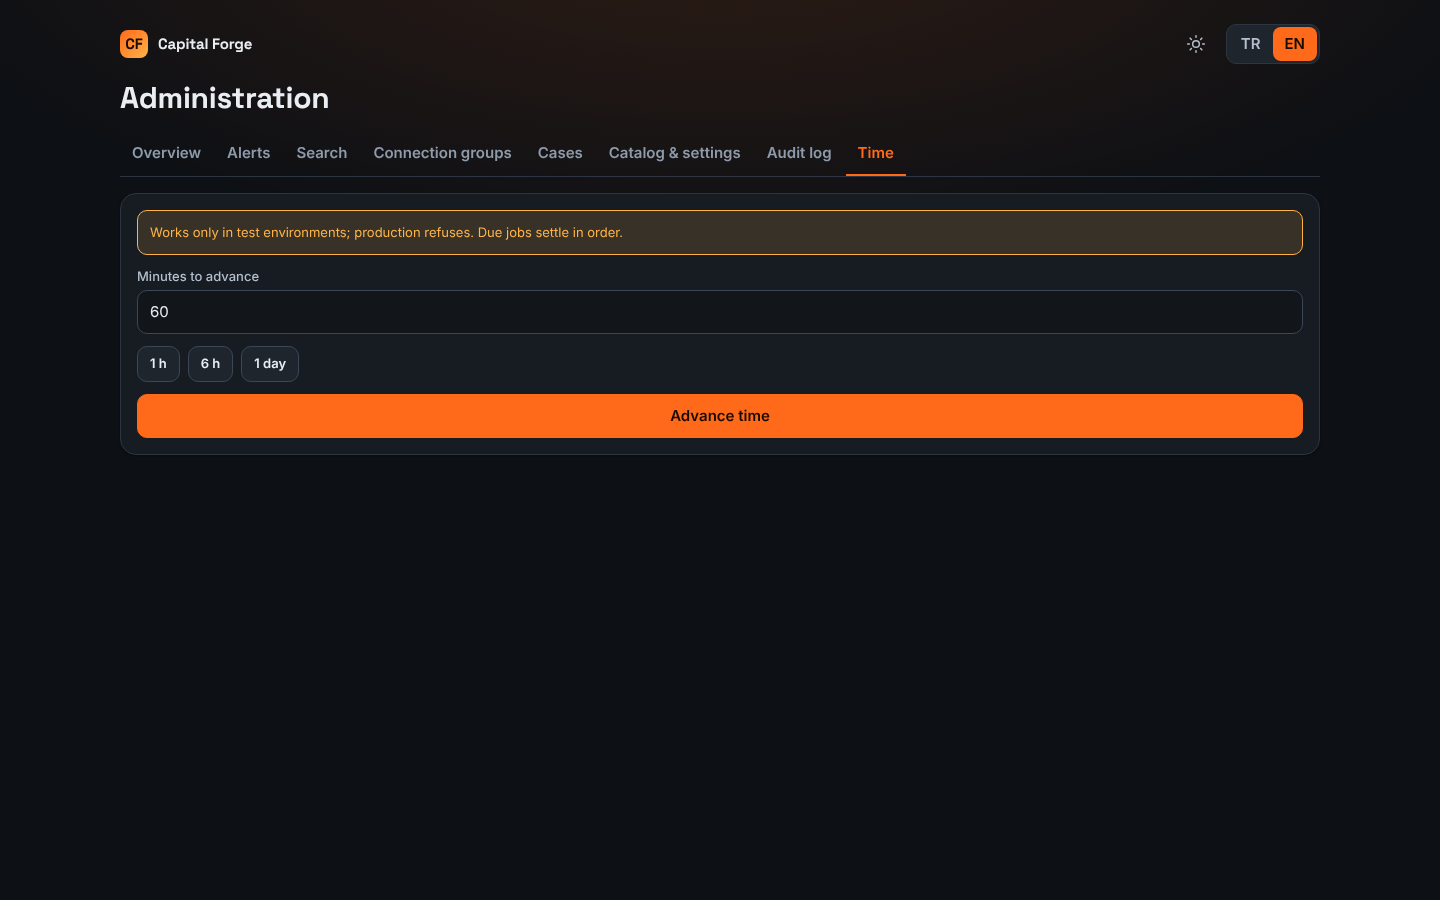 CF Capital Forge
TR EN
Administration
Overview Alerts Search Connection groups Cases Catalog & settings Audit log Time
Works only in test environments; production refuses. Due jobs settle in order.
Minutes to advance
60
1 h 6 h 1 day
Advance time